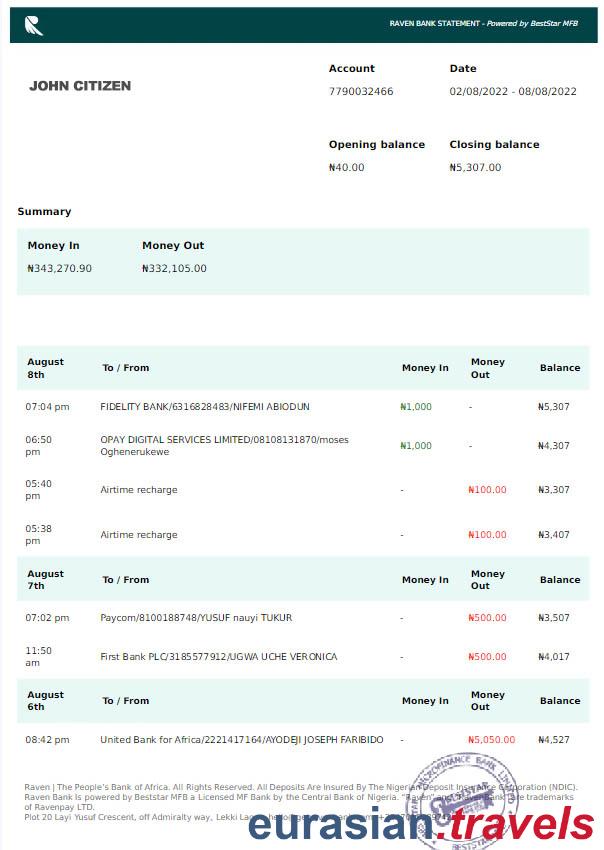 RAVEN BANK STATEMENT - Powered by BestStar MFB
JOHN CITIZEN
Account Date
7790032466 02/08/2022 - 08/08/2022
Opening balance Closing balance
₦40.00 ₦5,307.00
Summary
Money In Money Out
₦343,270.90 ₦332,105.00
August 8th To / From Money In Money Out Balance
07:04 pm FIDELITY BANK/6316828483/NIFEMI ABIODUN ₦1,000 - ₦5,307
06:50 pm OPAY DIGITAL SERVICES LIMITED/08108131870/moses Oghenerukewe ₦1,000 - ₦4,307
05:40 pm Airtime recharge - ₦100.00 ₦3,307
05:38 pm Airtime recharge - ₦100.00 ₦3,407
August 7th To / From Money In Money Out Balance
07:02 pm Paycom/8100188748/YUSUF nauyi TUKUR - ₦500.00 ₦3,507
11:50 am First Bank PLC/3185577912/UGWA UCHE VERONICA - ₦500.00 ₦4,017
August 6th To / From Money In Money Out Balance
08:42 pm United Bank for Africa/2221417164/AYODEJI JOSEPH FARIBIDO - ₦5,050.00 ₦4,527
Raven | The People's Bank of Africa. All Rights Reserved. All Deposits Are Insured By The Nigerian Deposit Insurance Corporation (NDIC).
Raven Bank Is powered by Beststar MFB a Licensed MF Bank by the Central Bank of Nigeria. "Raven" and are trademarks
of Ravenpay LTD.
Plot 20 Layi Yusuf Crescent, off Admiralty way, Lekki
MICROFINANCE BANK LIMITED
BESTSTAR
eurasian.travels